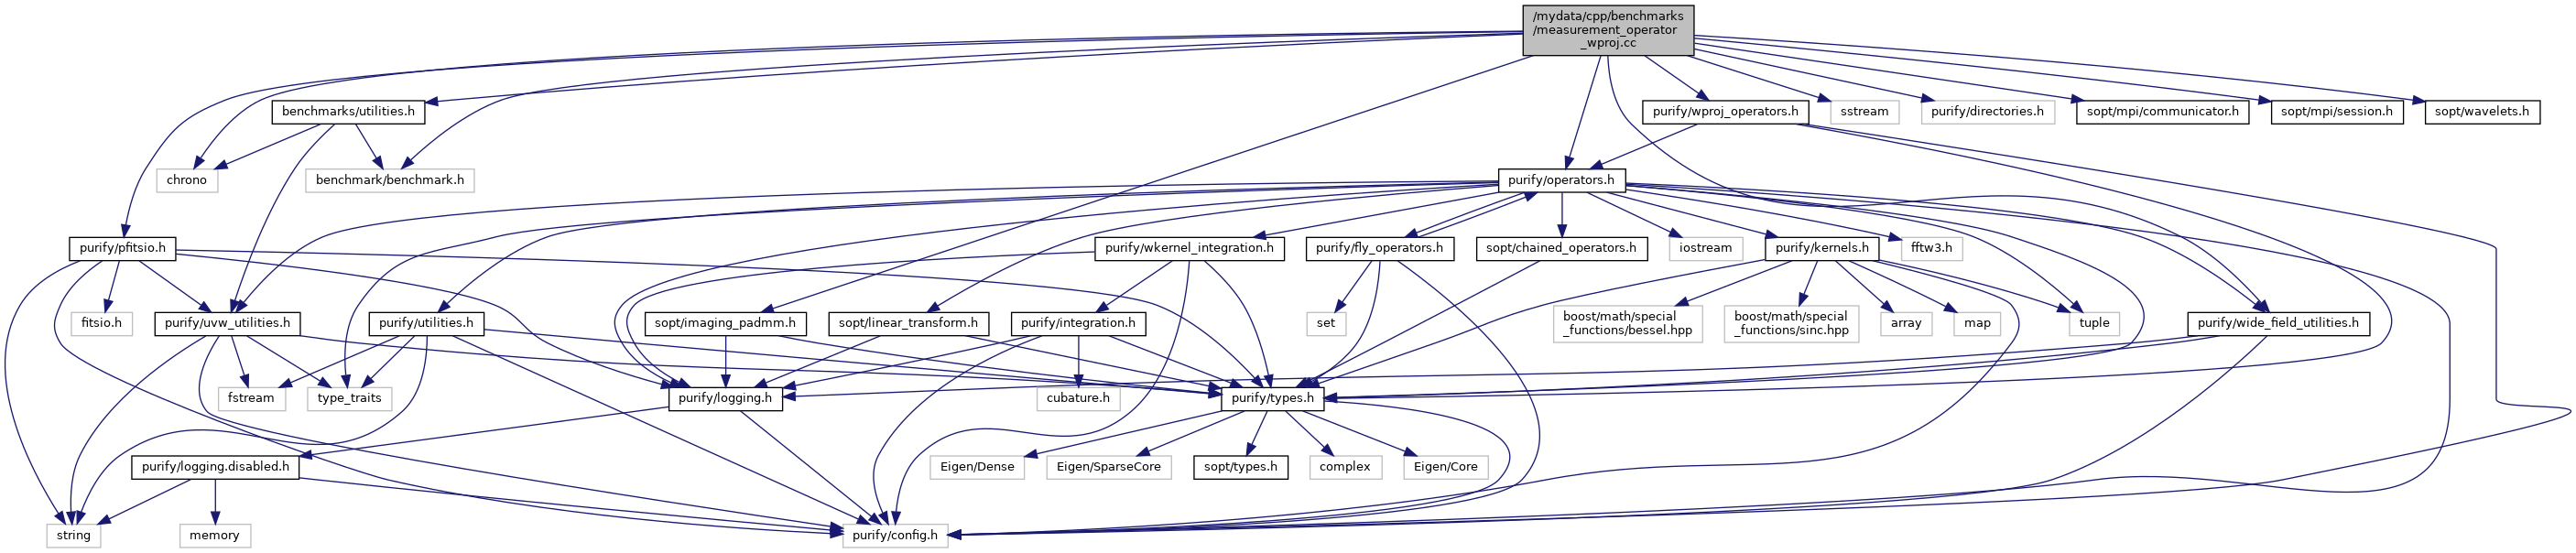 /mydata/cpp/benchmarks
/measurement_operator
_wproj.cc
benchmarks/utilities.h
purify/wproj_operators.h
sstream
purify/directories.h
sopt/mpi/communicator.h
sopt/mpi/session.h
sopt/wavelets.h
chrono
benchmark/benchmark.h
purify/operators.h
purify/pfitsio.h
purify/wkernel_integration.h
purify/fly_operators.h
sopt/chained_operators.h
iostream
purify/kernels.h
fftw3.h
fitsio.h
purify/uvw_utilities.h
purify/utilities.h
sopt/imaging_padmm.h
sopt/linear_transform.h
purify/integration.h
set
boost/math/special
_functions/bessel.hpp
boost/math/special
_functions/sinc.hpp
array
map
tuple
purify/wide_field_utilities.h
fstream
type_traits
purify/logging.h
cubature.h
purify/types.h
purify/logging.disabled.h
Eigen/Dense
Eigen/SparseCore
sopt/types.h
complex
Eigen/Core
string
memory
purify/config.h